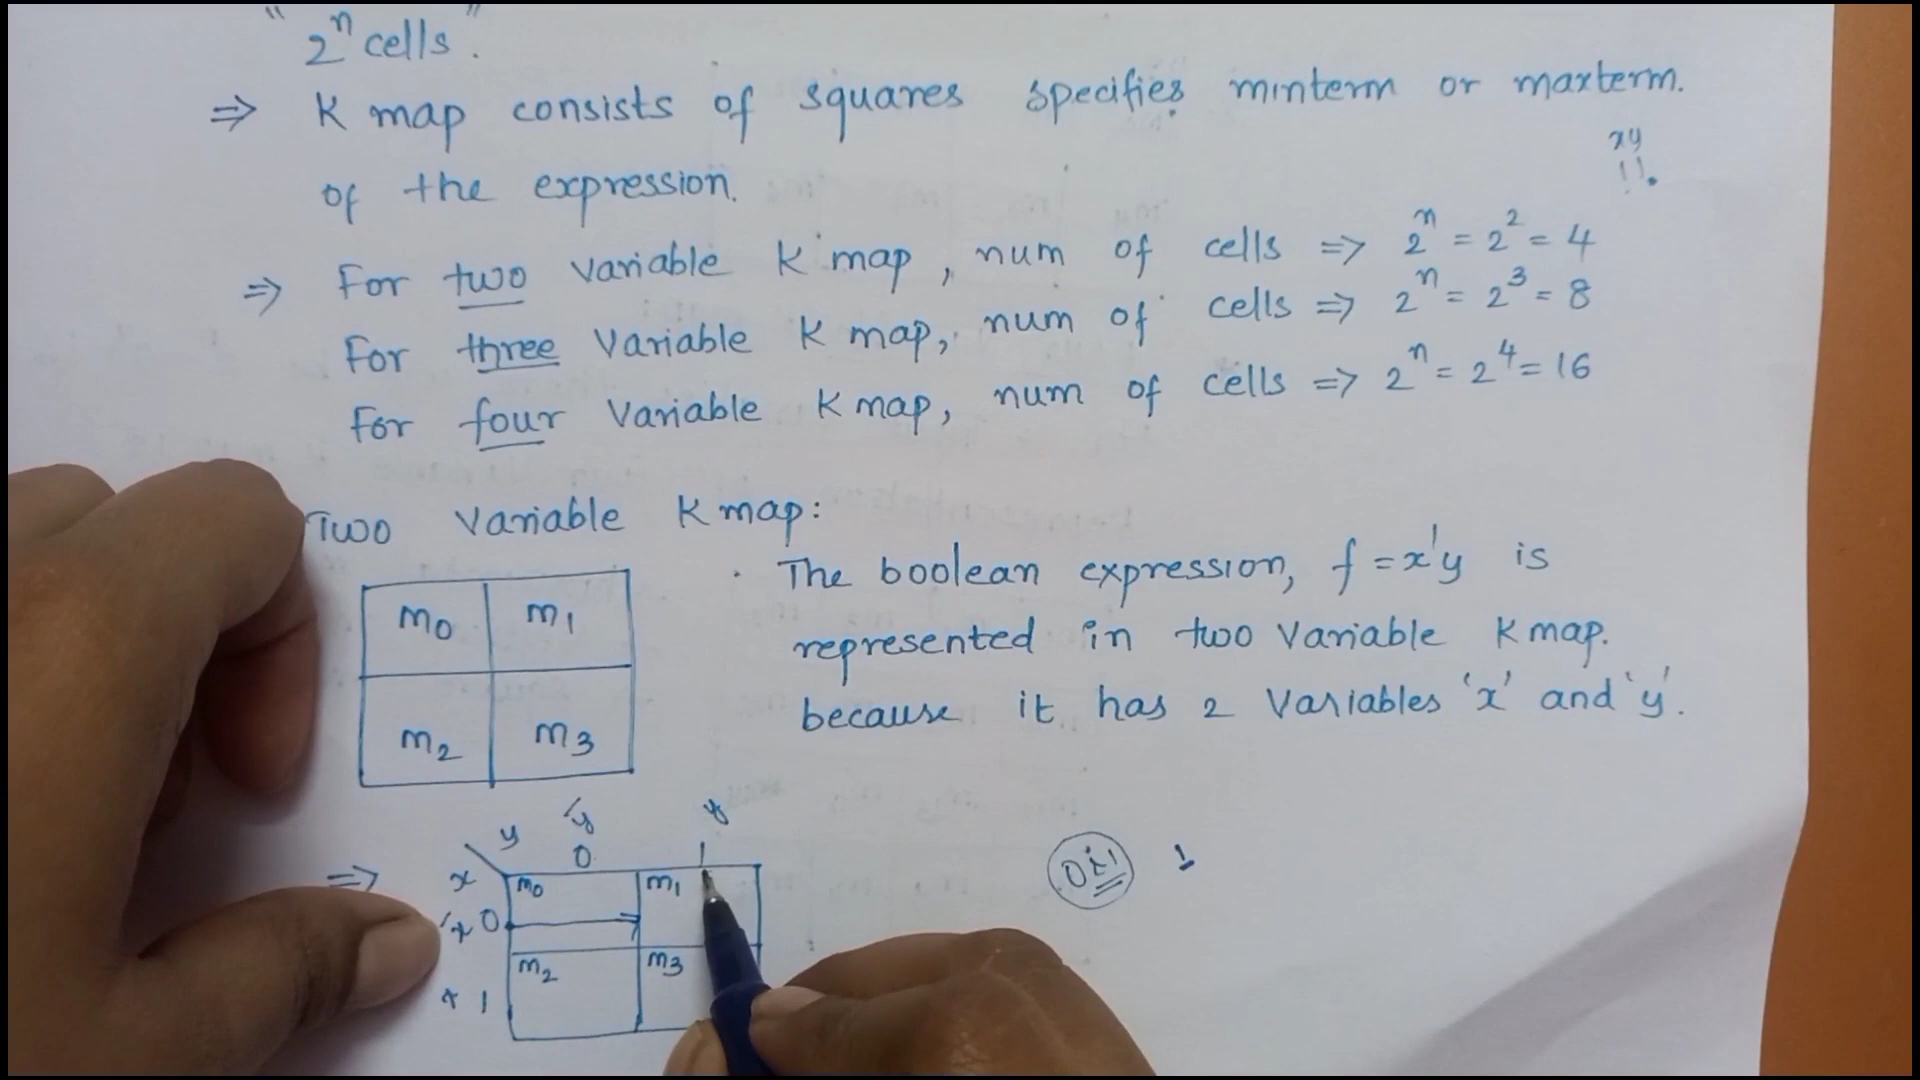 "2ⁿ cells".
⇒ K map consists of squares specifies minterm or maxterm.
of the expression.
xy
11.
⇒ For two variable K map, num of cells ⇒ 2ⁿ = 2² = 4
For three variable K map, num of cells ⇒ 2ⁿ = 2³ = 8
For four variable K map, num of cells ⇒ 2ⁿ = 2⁴ = 16
Two variable K map:
m0 m1
m2 m3
The boolean expression, f = x'y is
represented in two variable K map.
because it has 2 variables 'x' and 'y'.
y 'y y
0 1
⇒ x m0 m1
'x 0
m2 m3
x 1
1